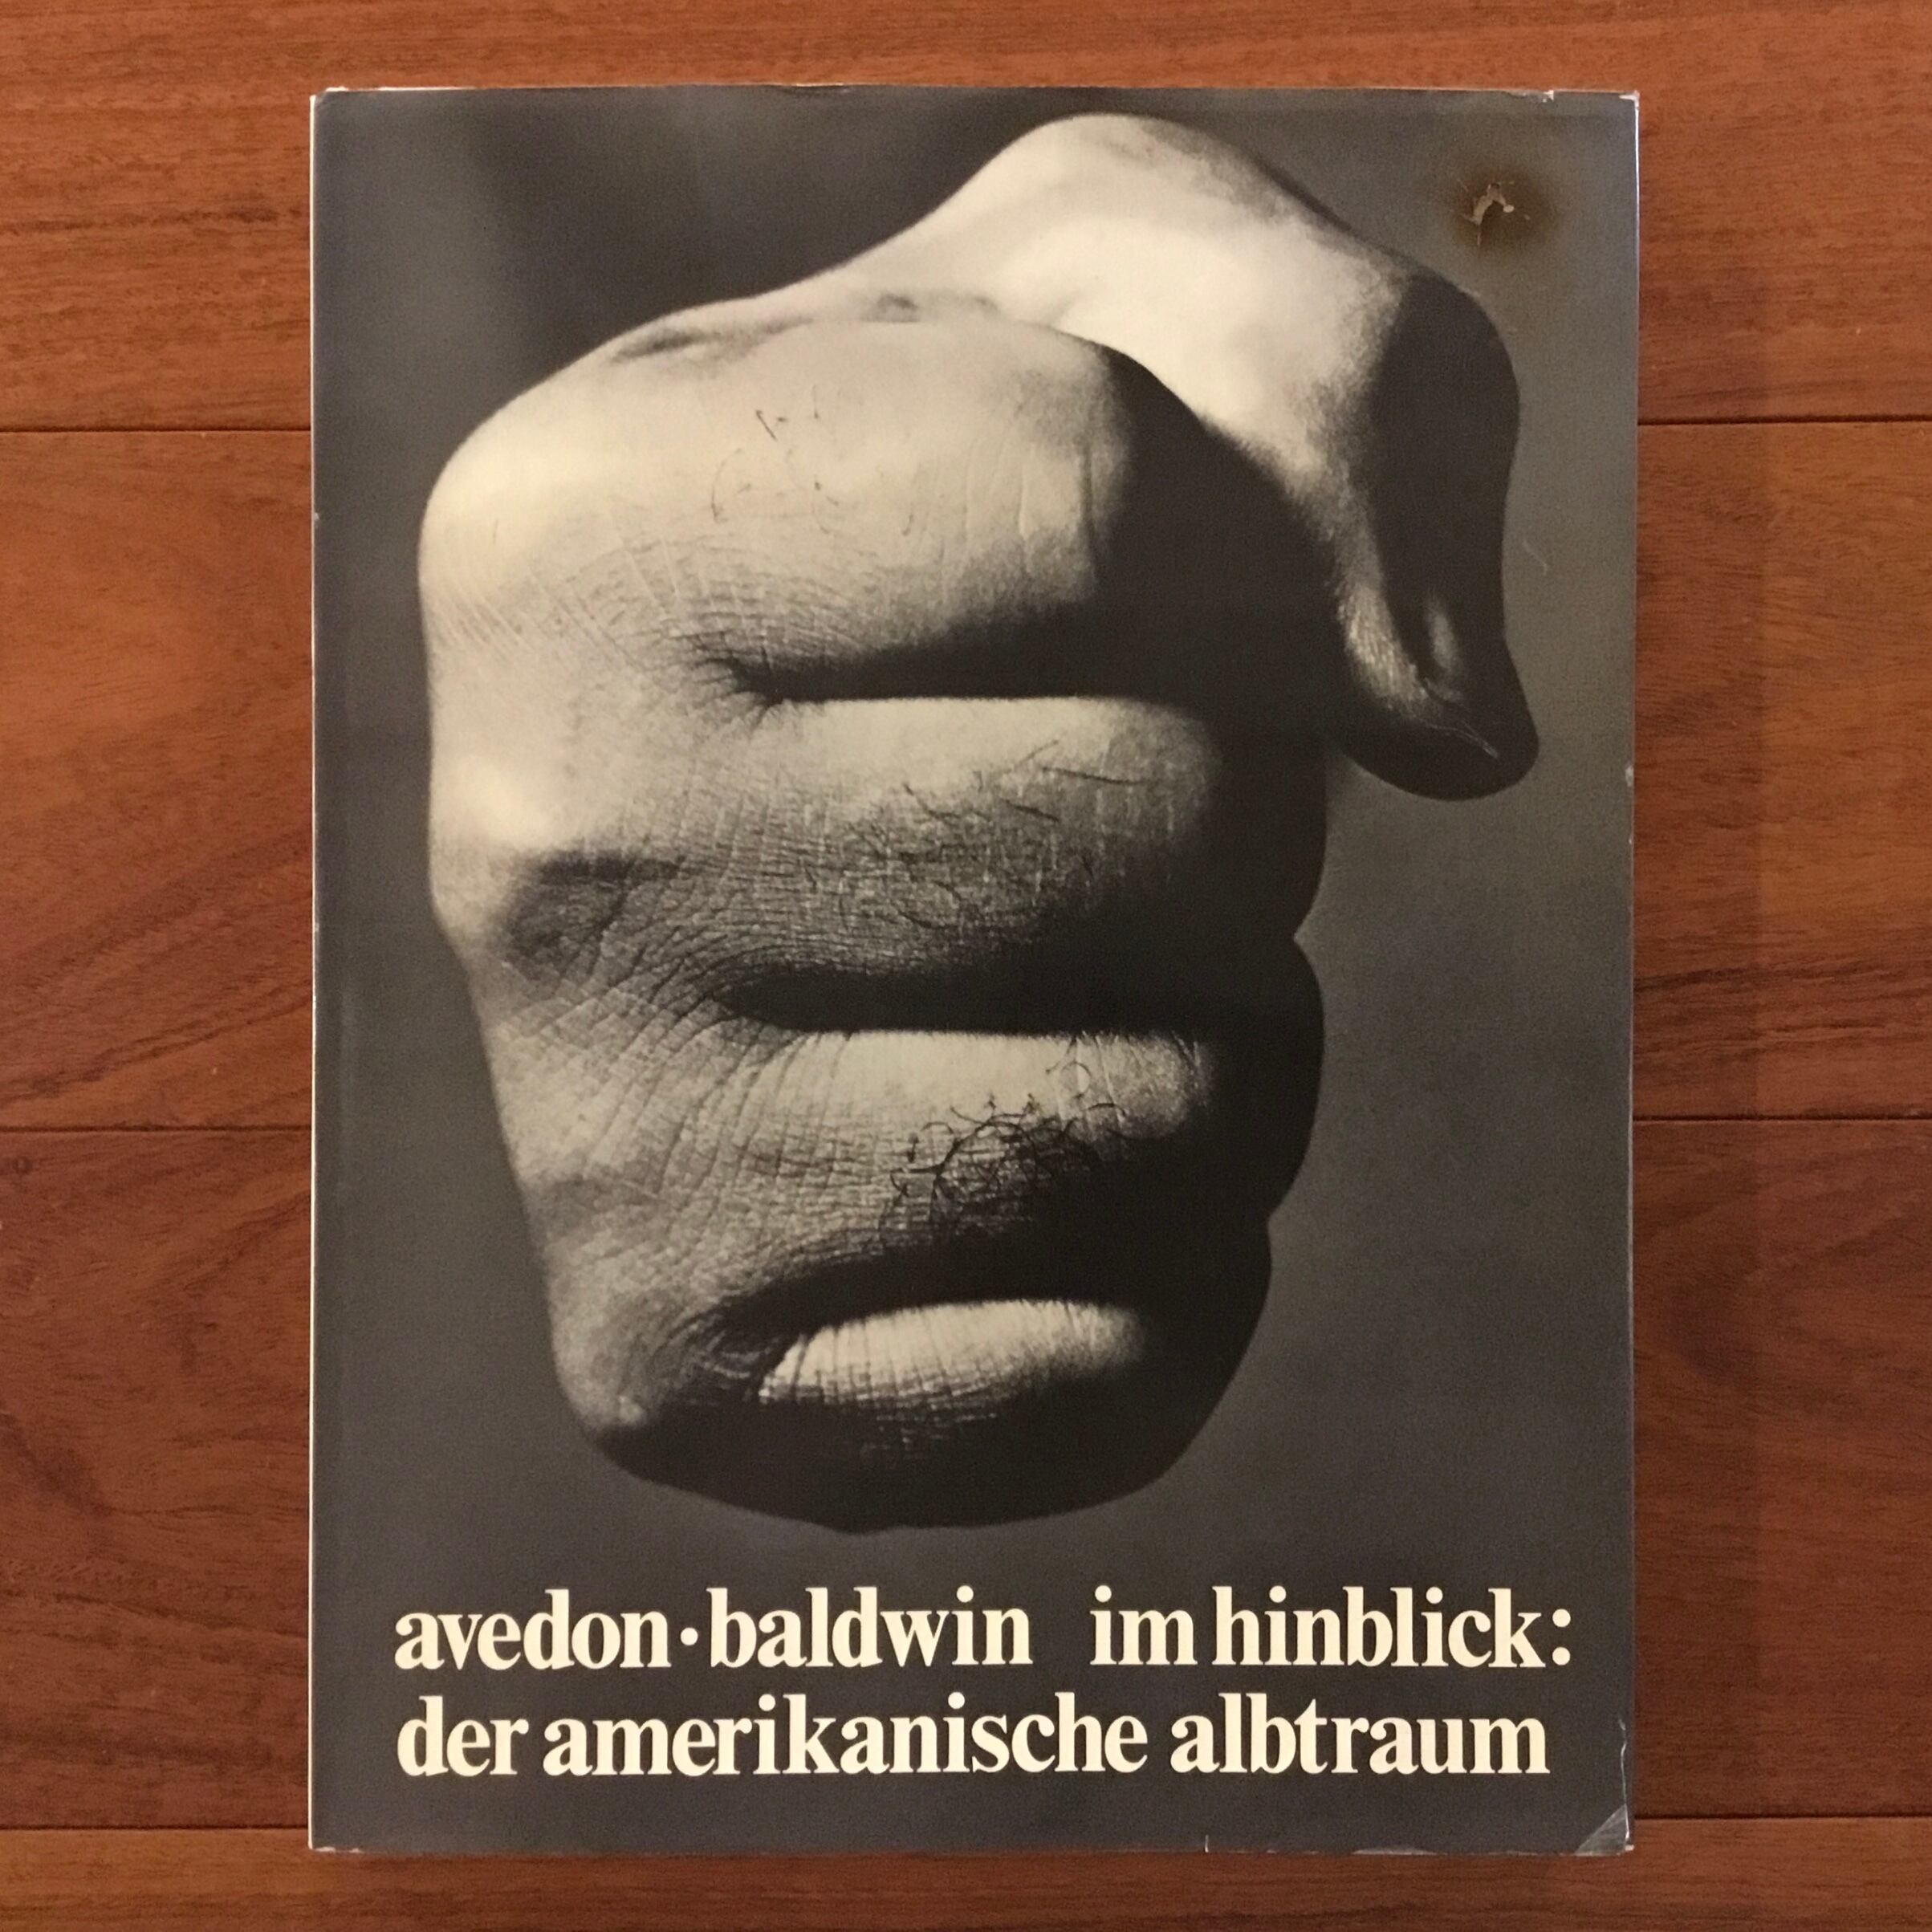 avedon·baldwin im hinblick:
der amerikanische albtraum